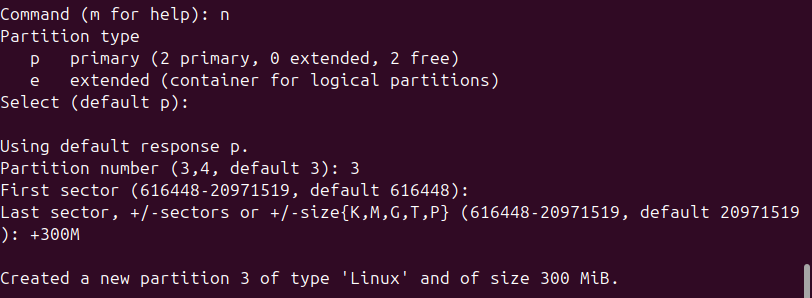 Command (m for help): n
Partition type
   p   primary (2 primary, 0 extended, 2 free)
   e   extended (container for logical partitions)
Select (default p):

Using default response p.
Partition number (3,4, default 3): 3
First sector (616448-20971519, default 616448):
Last sector, +/-sectors or +/-size{K,M,G,T,P} (616448-20971519, default 20971519
): +300M

Created a new partition 3 of type 'Linux' and of size 300 MiB.